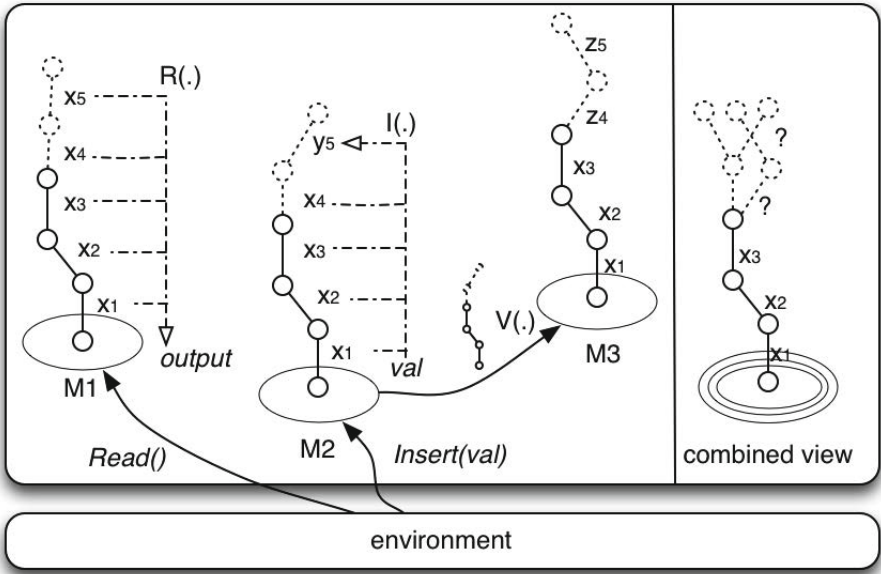 R(.)
x5
x4
x3
x2
x1
output
M1
Read()
I(.)
y5
x4
x3
x2
x1
val
M2
Insert(val)
V(.)
z5
z4
x3
x2
x1
M3
?
?
x3
x2
x1
combined view
environment